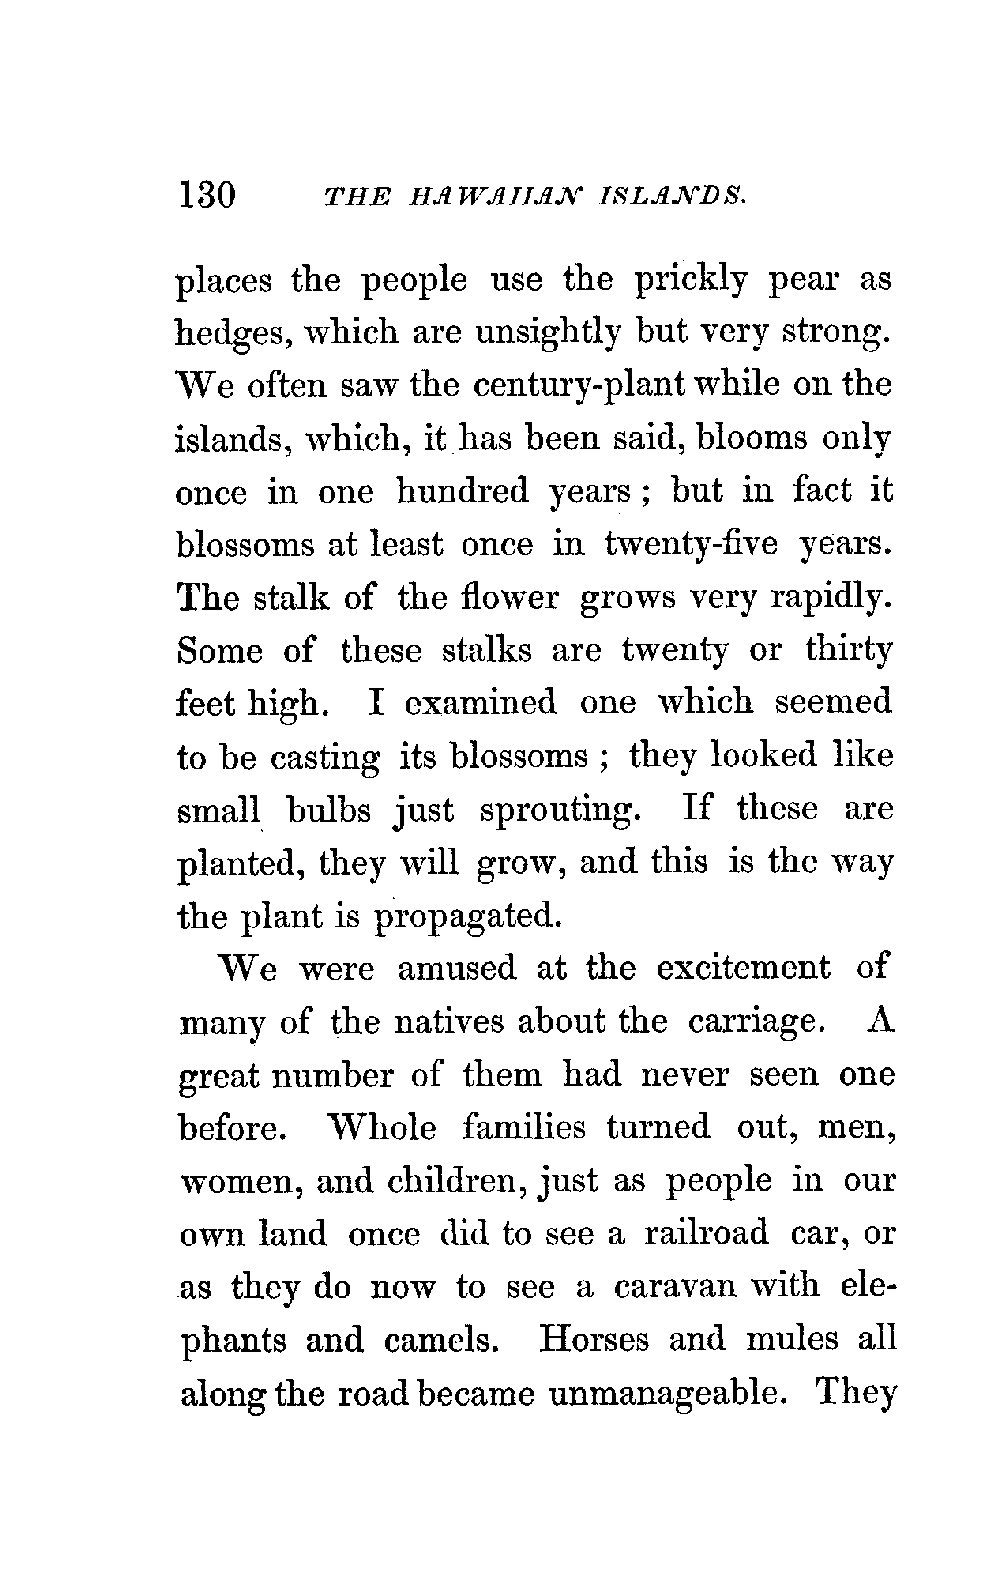 130 THE HAWAIIAN ISLANDS.
places the people use the prickly pear as
hedges, which are unsightly but very strong.
We often saw the century-plant while on the
islands, which, it has been said, blooms only
once in one hundred years ; but in fact it
blossoms at least once in twenty-five years.
The stalk of the flower grows very rapidly.
Some of these stalks are twenty or thirty
feet high. I examined one which seemed
to be casting its blossoms ; they looked like
small bulbs just sprouting. If these are
planted, they will grow, and this is the way
the plant is propagated.
We were amused at the excitement of
many of the natives about the carriage. A
great number of them had never seen one
before. Whole families turned out, men,
women, and children, just as people in our
own land once did to see a railroad car, or
as they do now to see a caravan with ele-
phants and camels. Horses and mules all
along the road became unmanageable. They